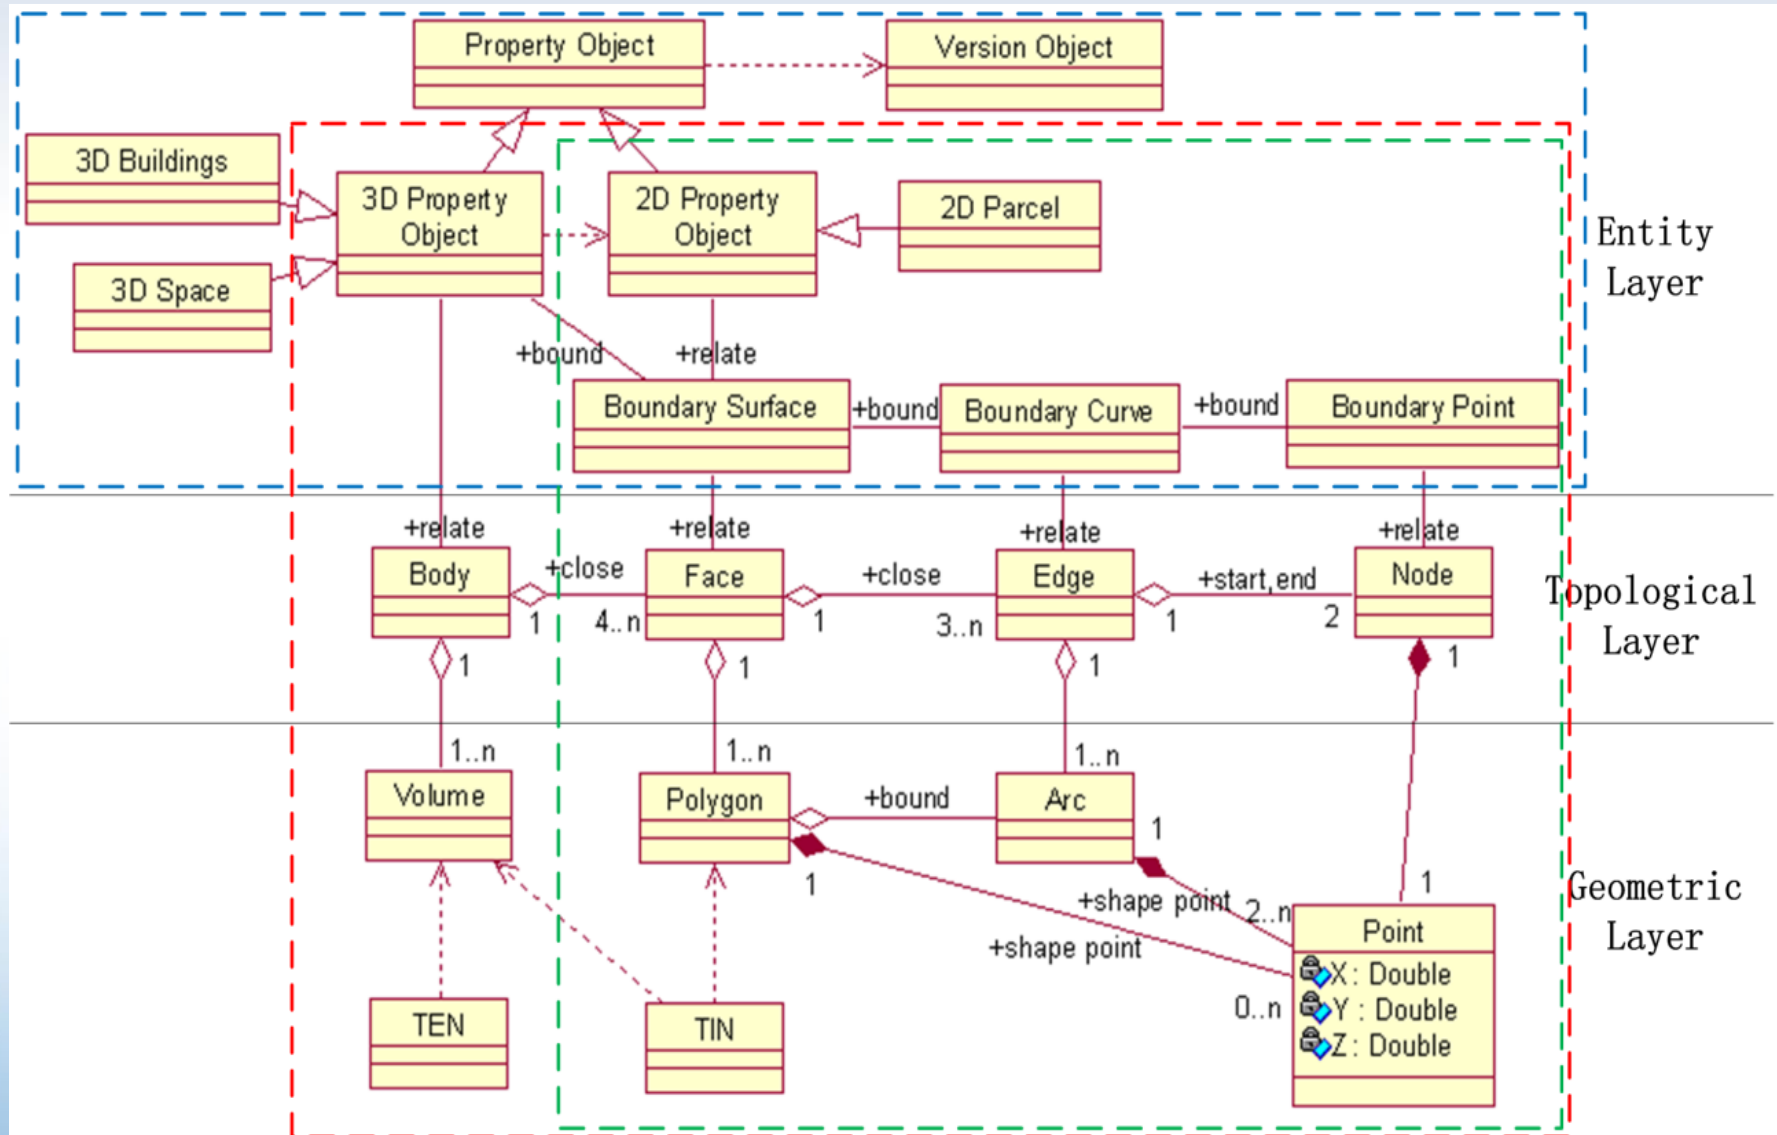 Property Object
Version Object
3D Buildings
3D Property
Object
2D Property
Object
2D Parcel
Entity
Layer
3D Space
+bound
+relate
Boundary Surface
+bound
Boundary Curve
+bound
Boundary Point
+relate
+relate
+relate
+relate
Body
+close
1
4..n
Face
+close
1
3..n
Edge
+start,end
1
2
Node
Topological
Layer
1
1
1
1
1..n
1..n
1..n
Volume
Polygon
+bound
Arc
1
1
1
+shape point
2..n
+shape point
0..n
Geometric
Layer
Point
X : Double
Y : Double
Z : Double
TEN
TIN